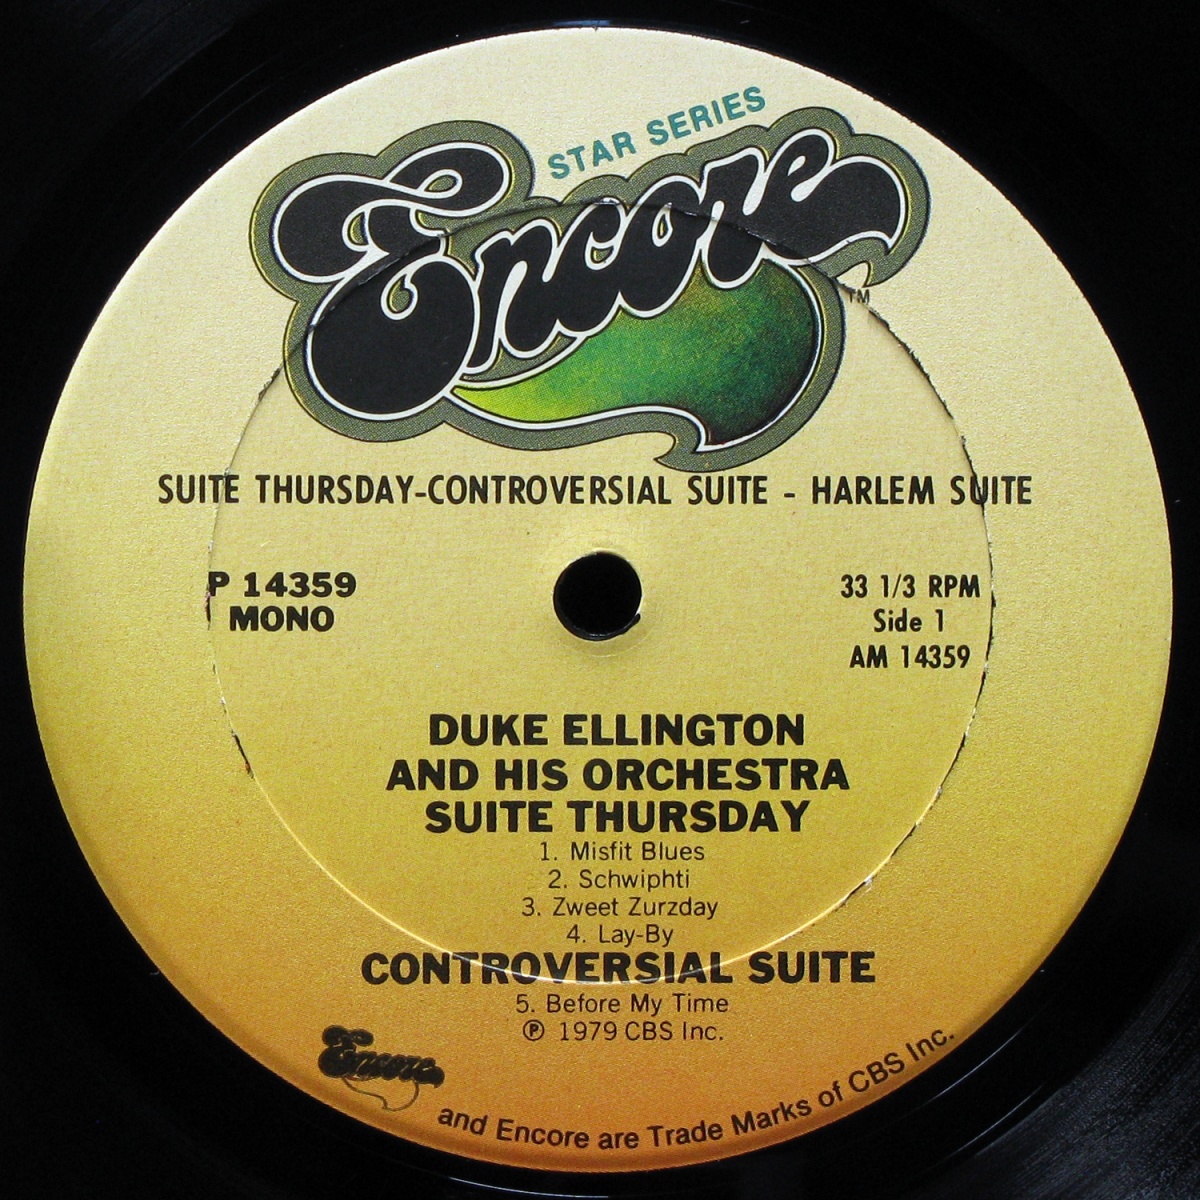 STAR SERIES
Encore
TM
SUITE THURSDAY-CONTROVERSIAL SUITE - HARLEM SUITE
P 14359
MONO
33 1/3 RPM
Side 1
AM 14359
DUKE ELLINGTON
AND HIS ORCHESTRA
SUITE THURSDAY
1. Misfit Blues
2. Schwiphti
3. Zweet Zurzday
4. Lay-By
CONTROVERSIAL SUITE
5. Before My Time
℗ 1979 CBS Inc.
Encore and Encore are Trade Marks of CBS Inc.